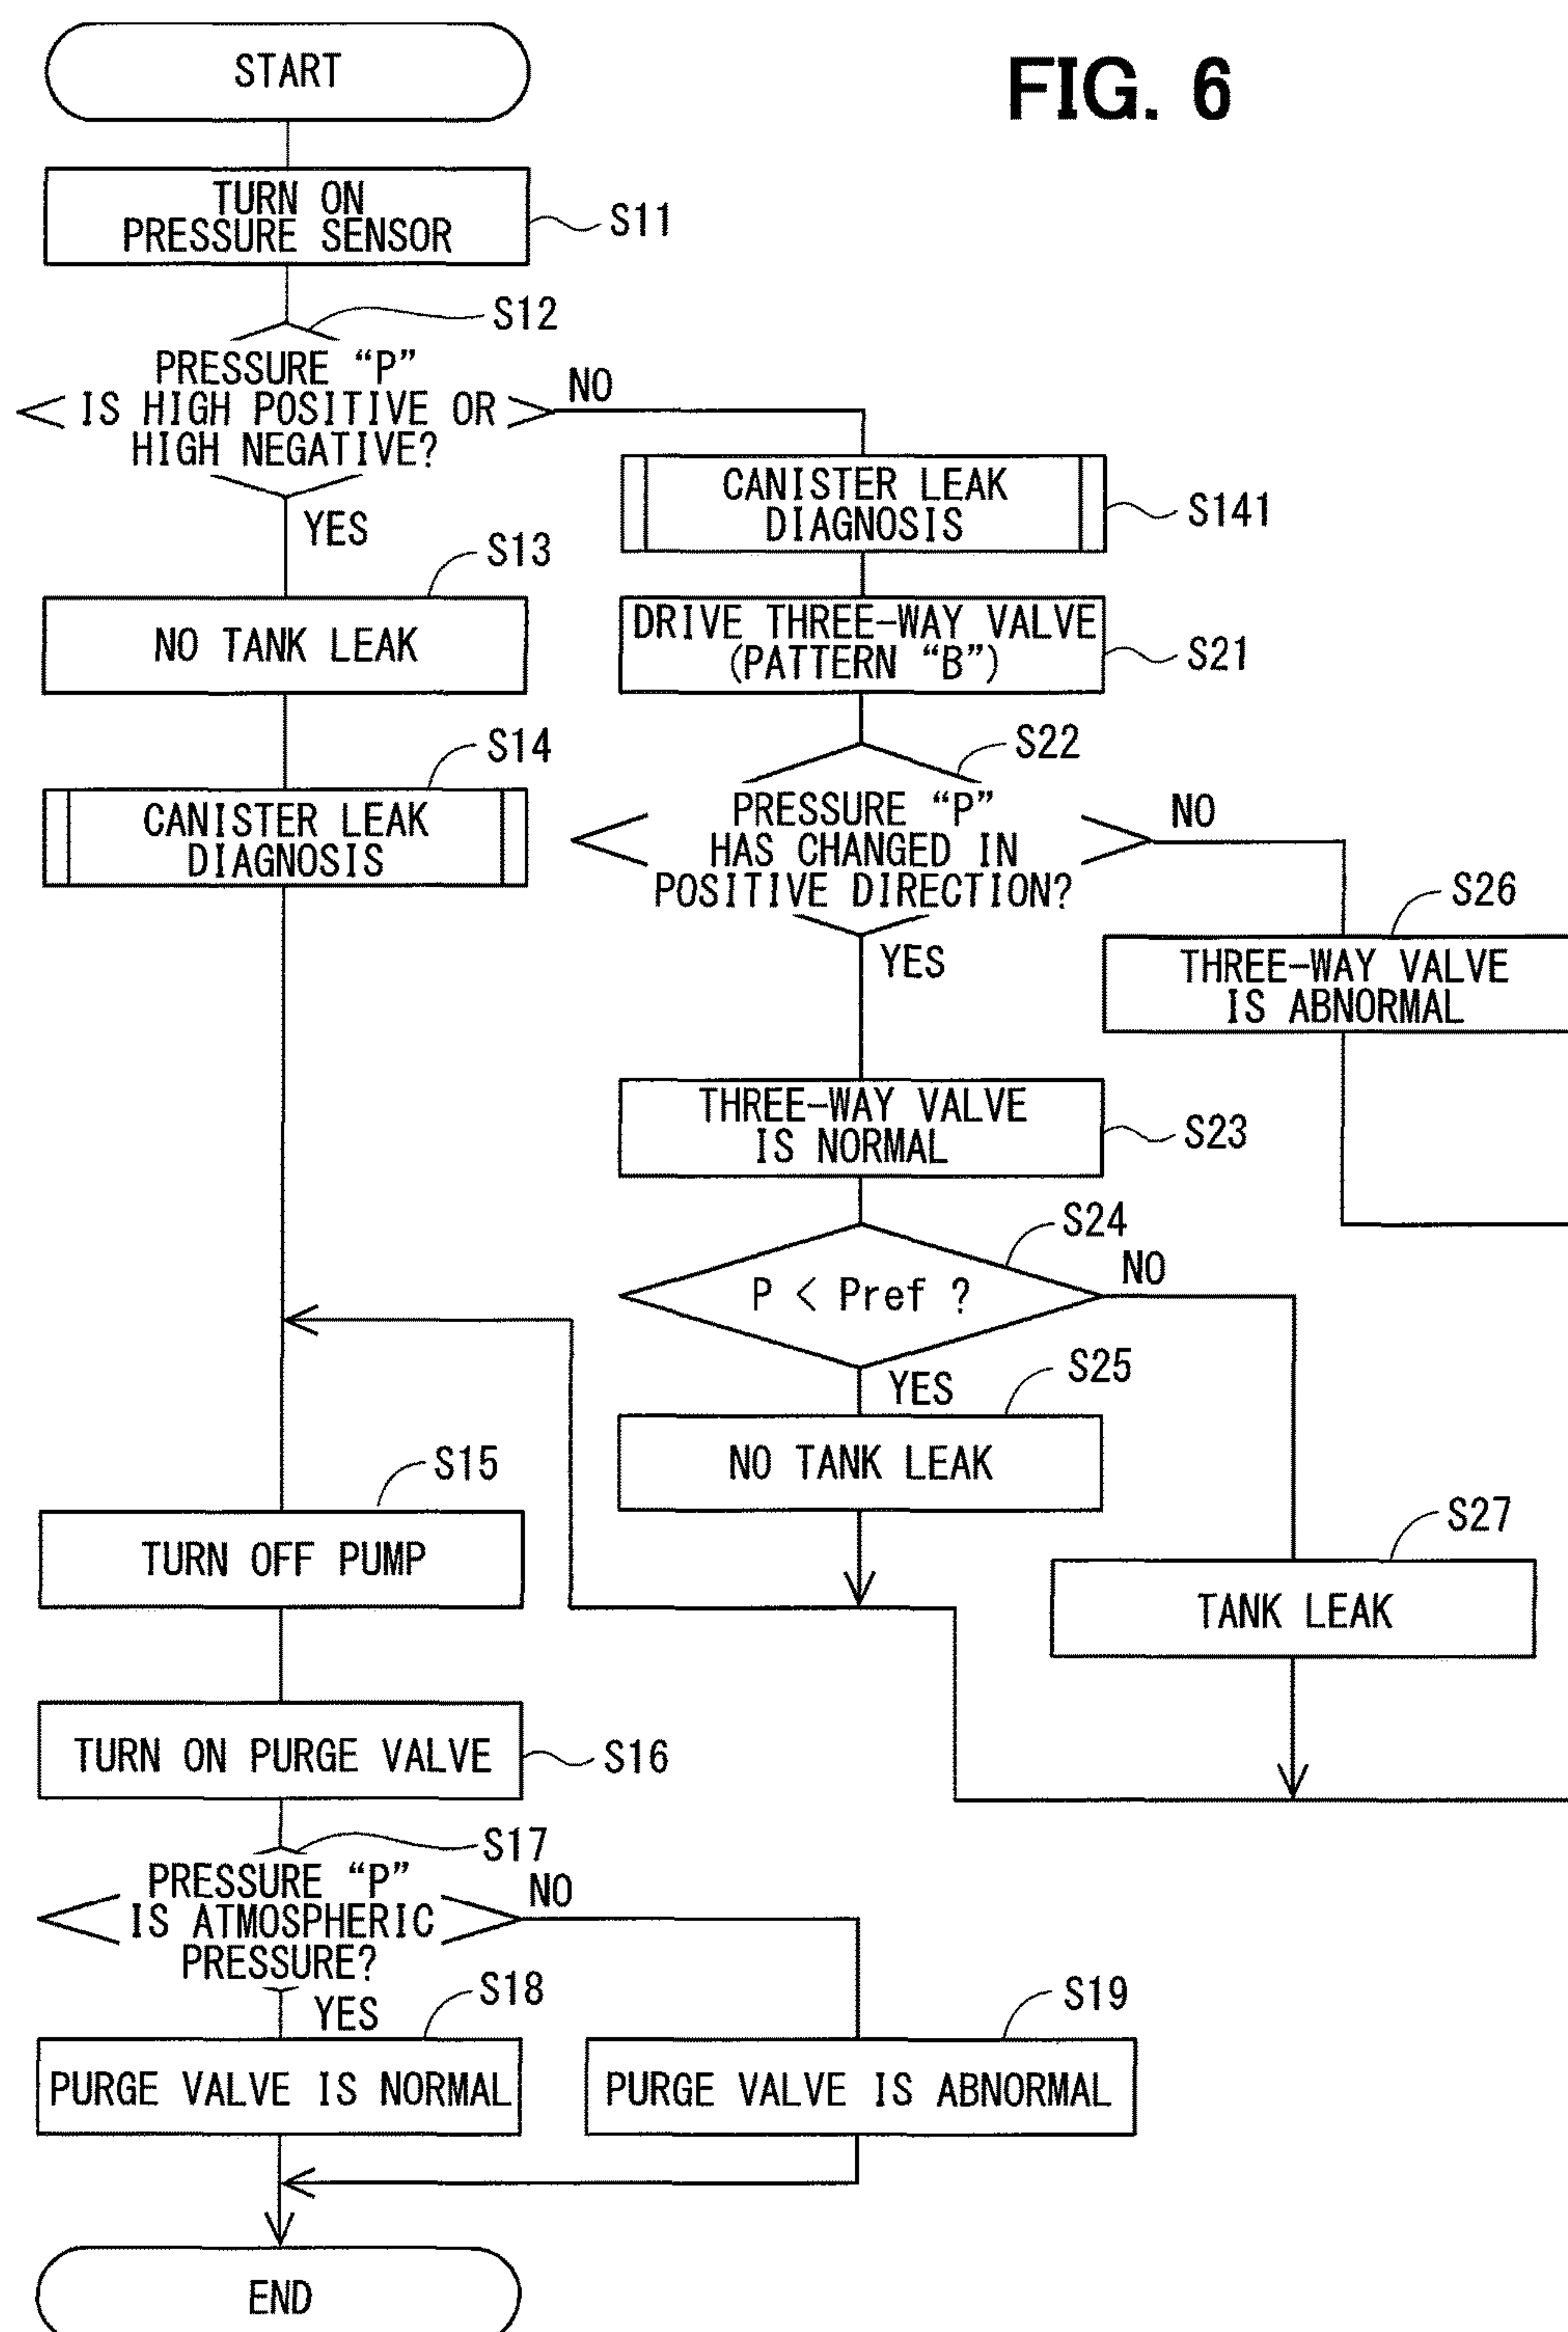 FIG. 6
START
TURN ON
PRESSURE SENSOR
S11
S12
PRESSURE “P”
IS HIGH POSITIVE OR
HIGH NEGATIVE?
NO
YES
S13
NO TANK LEAK
S14
CANISTER LEAK
DIAGNOSIS
CANISTER LEAK
DIAGNOSIS
S141
DRIVE THREE-WAY VALVE
(PATTERN “B”)
S21
S22
PRESSURE “P”
HAS CHANGED IN
POSITIVE DIRECTION?
NO
YES
S26
THREE-WAY VALVE
IS ABNORMAL
THREE-WAY VALVE
IS NORMAL
S23
S24
P < Pref ?
NO
YES
S25
NO TANK LEAK
S27
TANK LEAK
S15
TURN OFF PUMP
TURN ON PURGE VALVE
S16
S17
PRESSURE “P”
IS ATMOSPHERIC
PRESSURE?
NO
YES
S18
PURGE VALVE IS NORMAL
S19
PURGE VALVE IS ABNORMAL
END